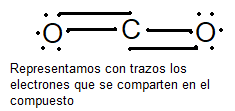 O C O
Representamos con trazos los
electrones que se comparten en el
compuesto